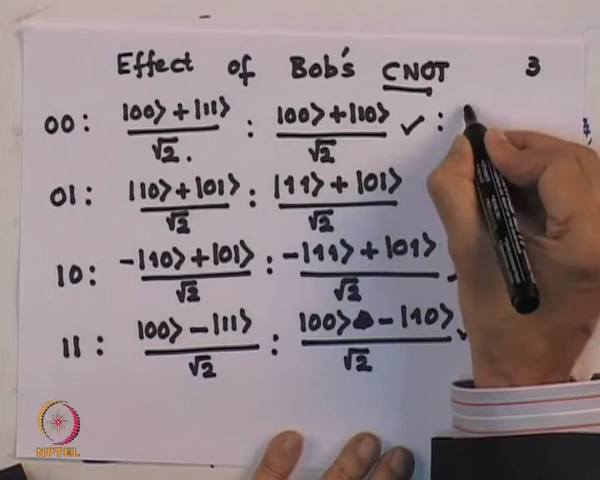 Effect of Bob's CNOT 3
00: |00⟩+|11⟩ / √2. : |00⟩+|10⟩ / √2 ✓ :
01: |10⟩+|01⟩ / √2 : |11⟩+|01⟩ / √2
10: -|10⟩+|01⟩ / √2 : -|11⟩+|01⟩ / √2
11: |00⟩-|11⟩ / √2 : |00⟩-|10⟩ / √2
NPTEL